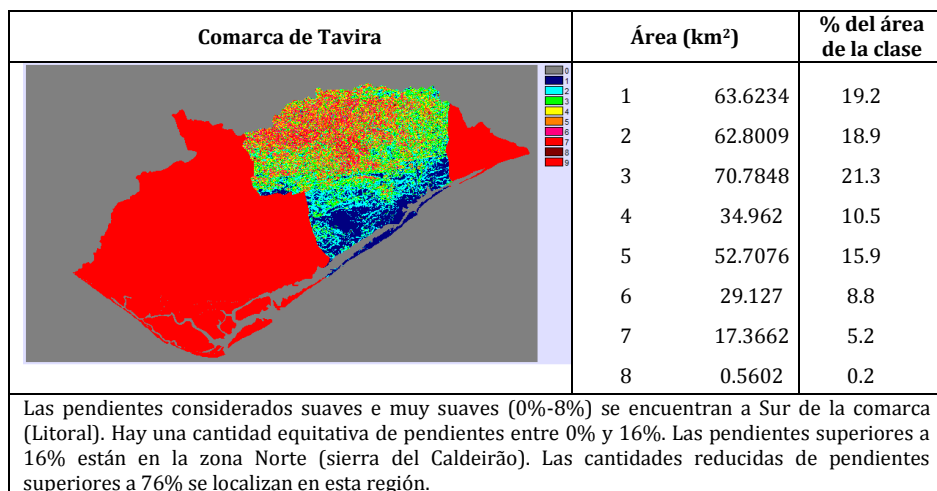 Comarca de Tavira Área (km²) % del área
de la clase
0
1
2
3
4
5
6
7
8
9
1 63.6234 19.2
2 62.8009 18.9
3 70.7848 21.3
4 34.962 10.5
5 52.7076 15.9
6 29.127 8.8
7 17.3662 5.2
8 0.5602 0.2
Las pendientes considerados suaves e muy suaves (0%-8%) se encuentran a Sur de la comarca
(Litoral). Hay una cantidad equitativa de pendientes entre 0% y 16%. Las pendientes superiores a
16% están en la zona Norte (sierra del Caldeirão). Las cantidades reducidas de pendientes
superiores a 76% se localizan en esta región.